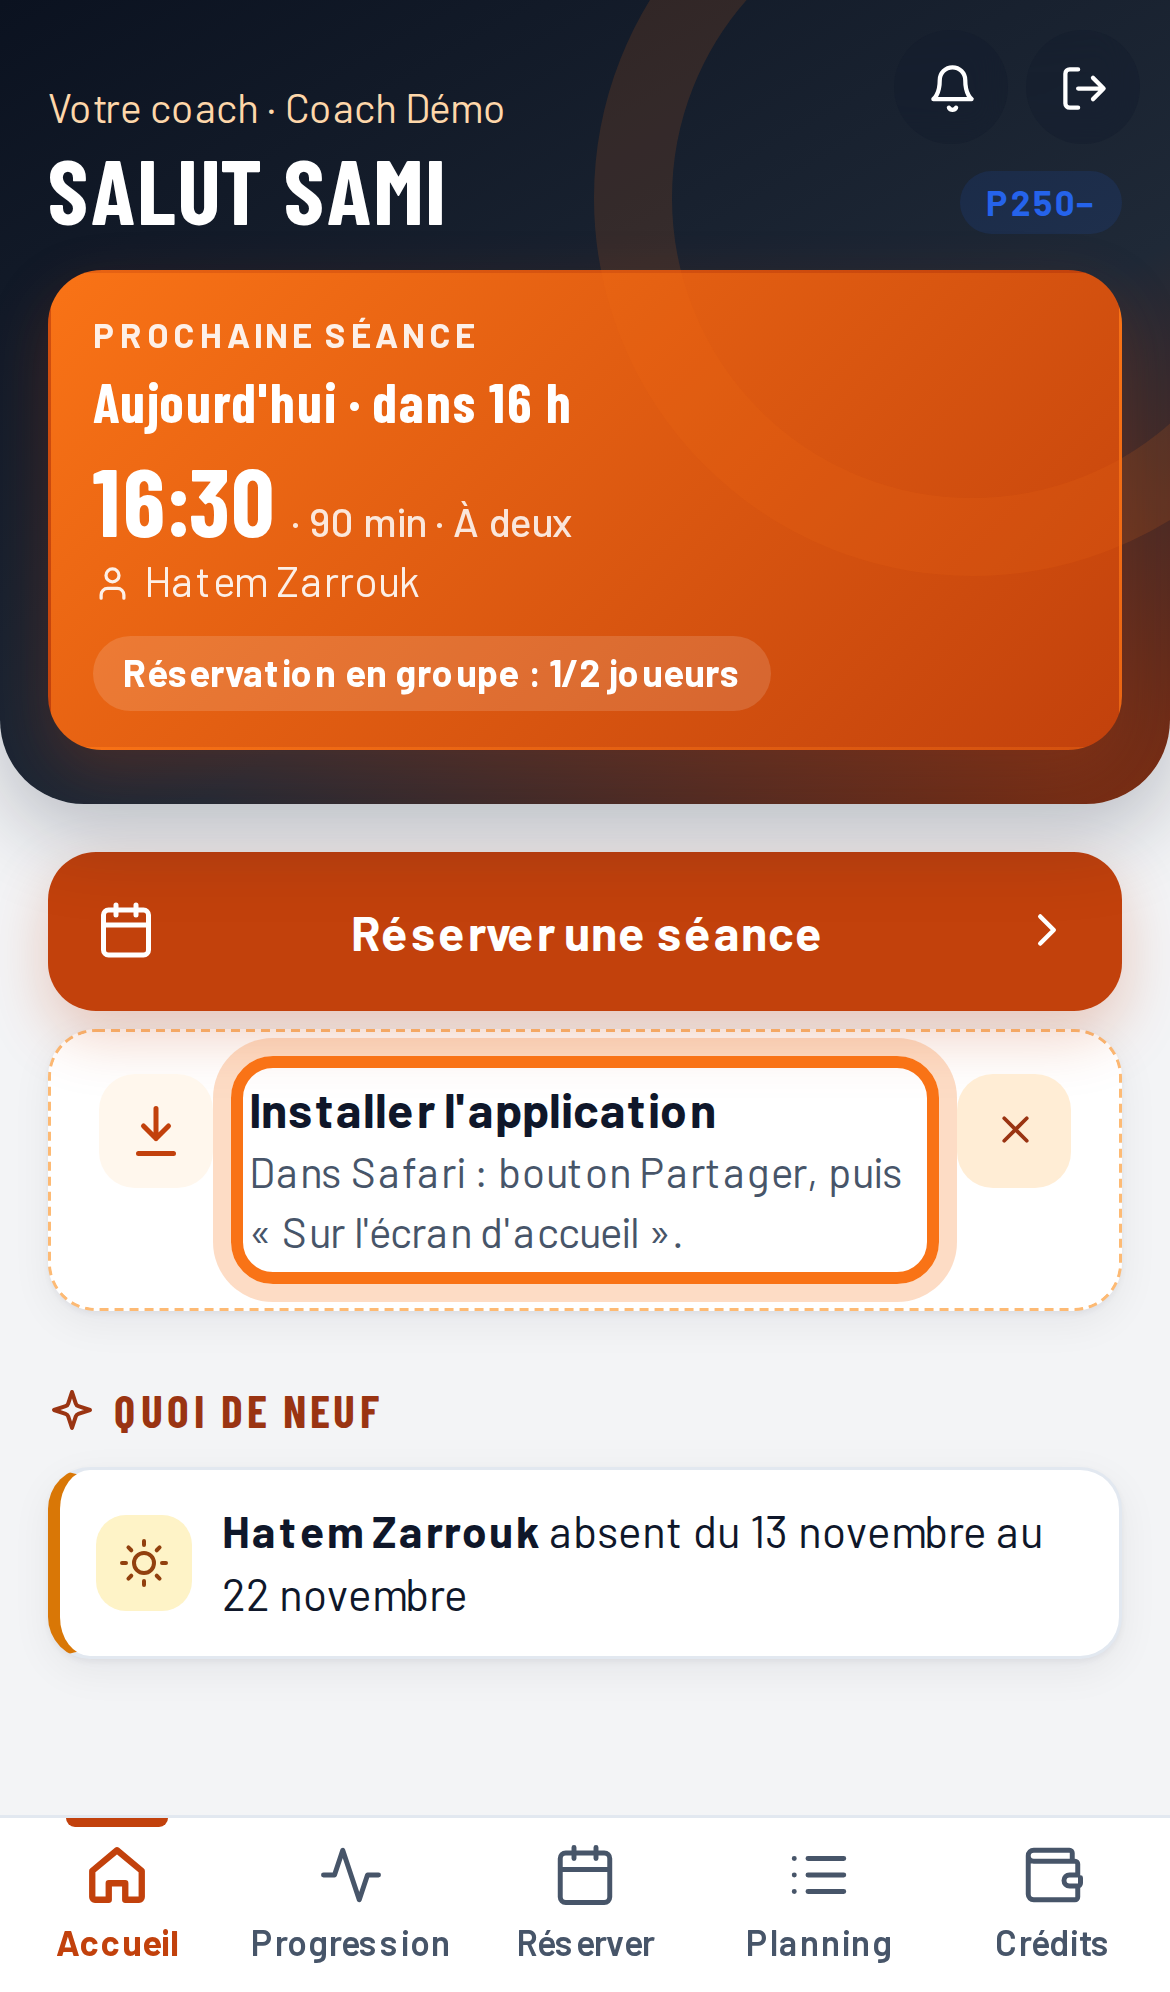 Votre coach · Coach Démo
SALUT SAMI
P250–
PROCHAINE SÉANCE
Aujourd'hui · dans 16 h
16:30 · 90 min · À deux
Hatem Zarrouk
Réservation en groupe : 1/2 joueurs
Réserver une séance
Installer l'application
Dans Safari : bouton Partager, puis
« Sur l'écran d'accueil ».
QUOI DE NEUF
Hatem Zarrouk absent du 13 novembre au
22 novembre
Accueil Progression Réserver Planning Crédits